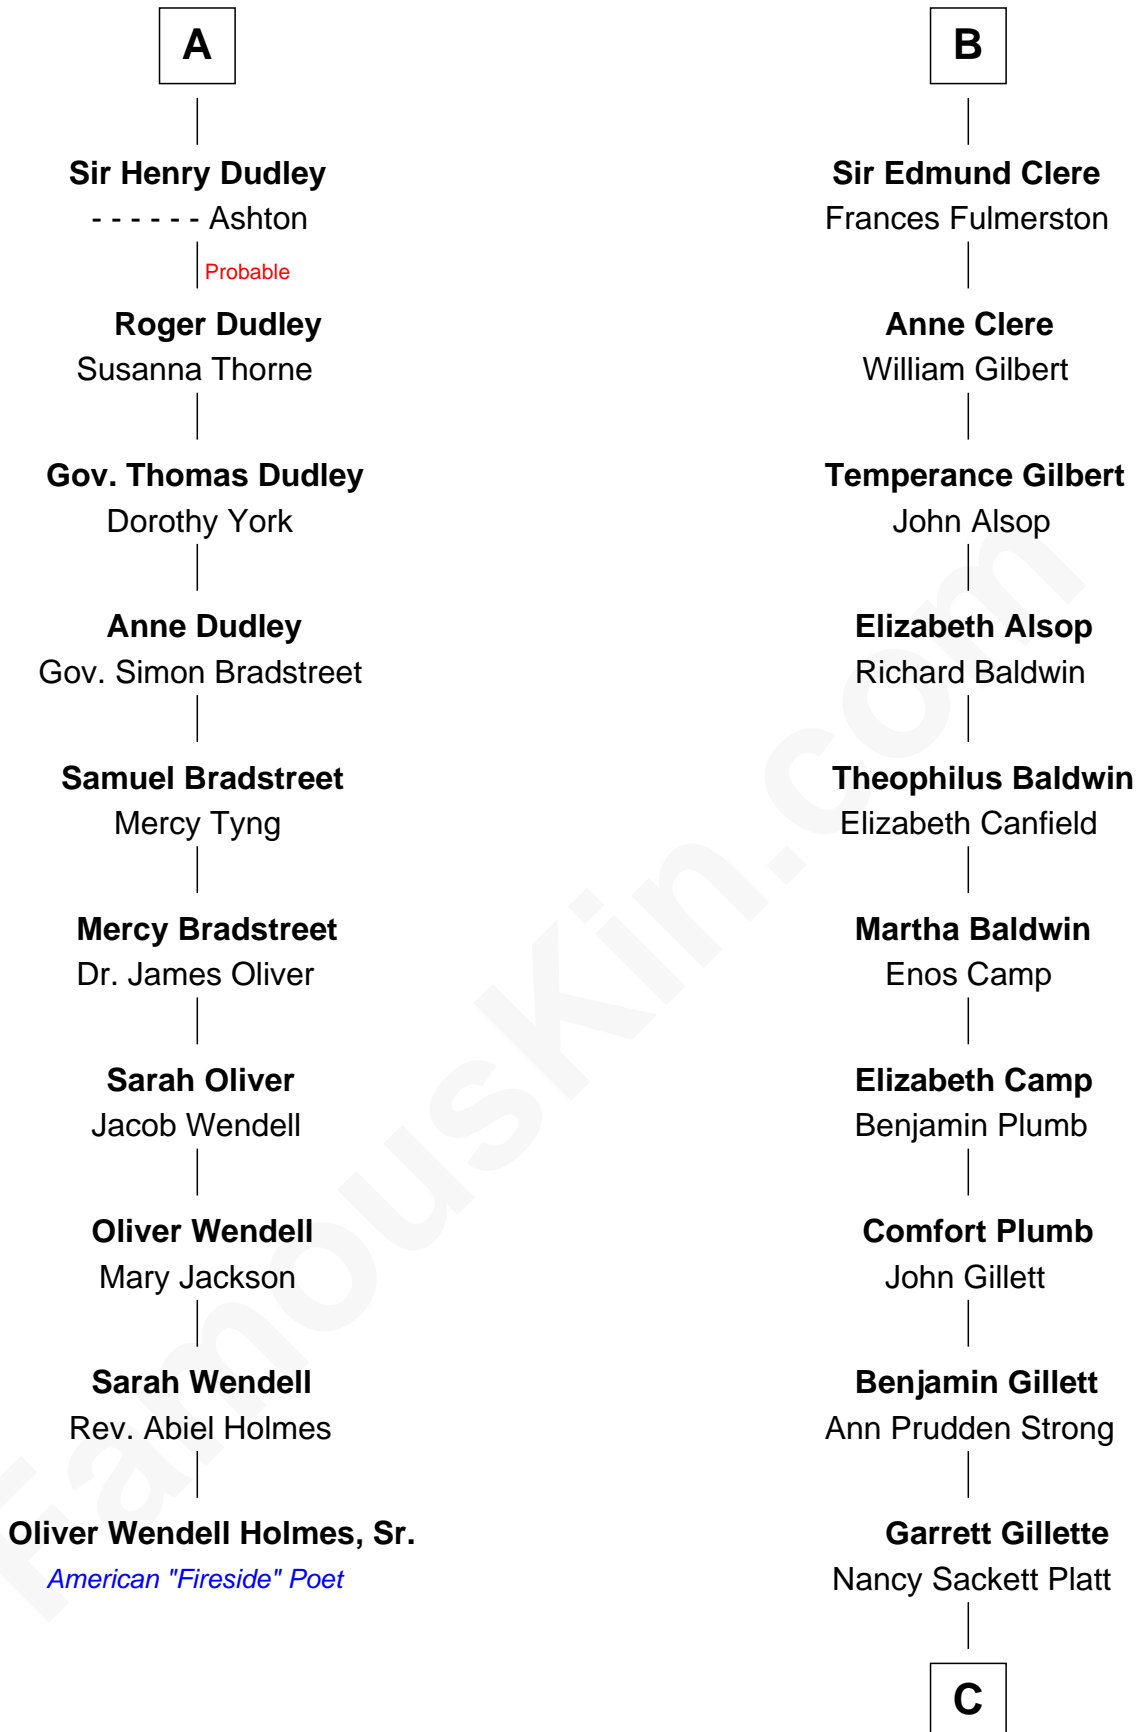 A
Sir Henry Dudley
- - - - - - Ashton
Probable
Roger Dudley
Susanna Thorne
Gov. Thomas Dudley
Dorothy York
Anne Dudley
Gov. Simon Bradstreet
Samuel Bradstreet
Mercy Tyng
Mercy Bradstreet
Dr. James Oliver
Sarah Oliver
Jacob Wendell
Oliver Wendell
Mary Jackson
Sarah Wendell
Rev. Abiel Holmes
Oliver Wendell Holmes, Sr.
American "Fireside" Poet
B
Sir Edmund Clere
Frances Fulmerston
Anne Clere
William Gilbert
Temperance Gilbert
John Alsop
Elizabeth Alsop
Richard Baldwin
Theophilus Baldwin
Elizabeth Canfield
Martha Baldwin
Enos Camp
Elizabeth Camp
Benjamin Plumb
Comfort Plumb
John Gillett
Benjamin Gillett
Ann Prudden Strong
Garrett Gillette
Nancy Sackett Platt
C
FamousKin.com